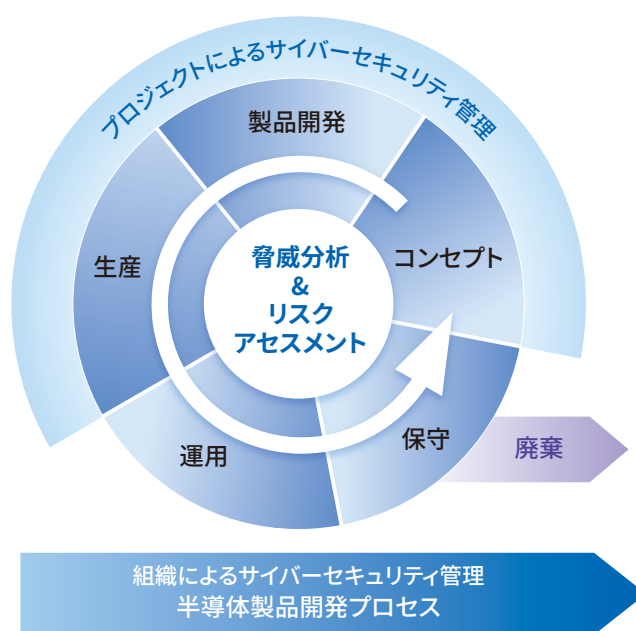 プロジェクトによるサイバーセキュリティ管理
製品開発
コンセプト
生産
脅威分析
&
リスク
アセスメント
運用
保守
廃棄
組織によるサイバーセキュリティ管理
半導体製品開発プロセス